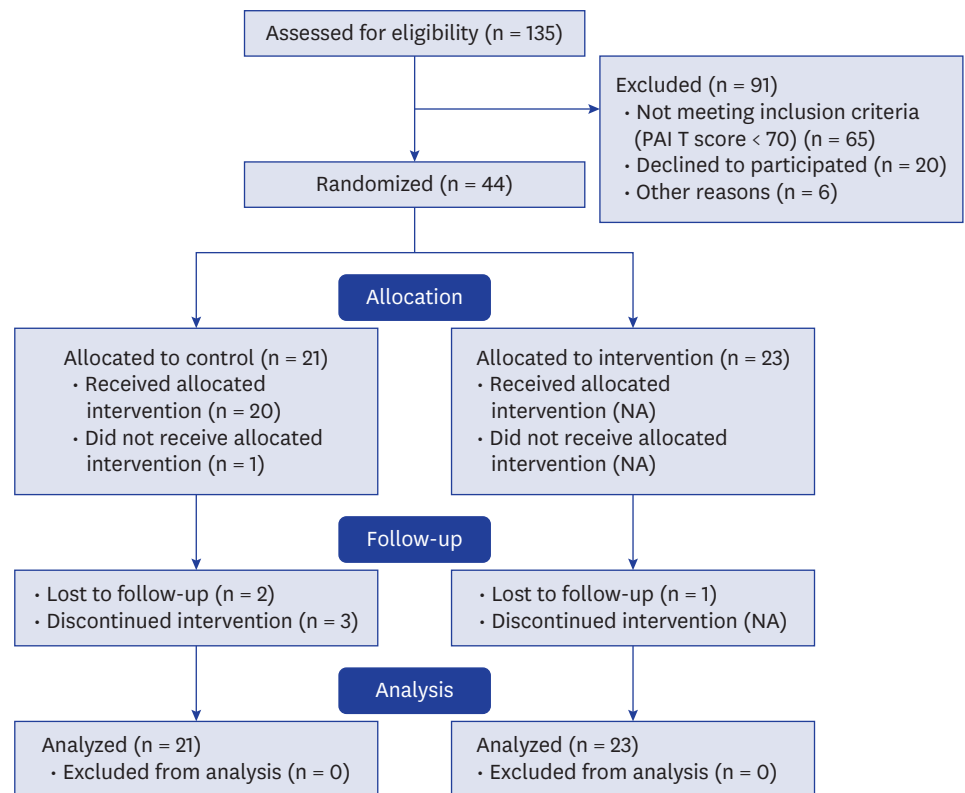 Assessed for eligibility (n = 135)
Excluded (n = 91)
• Not meeting inclusion criteria
(PAI T score < 70) (n = 65)
• Declined to participated (n = 20)
• Other reasons (n = 6)
Randomized (n = 44)
Allocation
Allocated to control (n = 21)
• Received allocated
intervention (n = 20)
• Did not receive allocated
intervention (n = 1)
Allocated to intervention (n = 23)
• Received allocated
intervention (NA)
• Did not receive allocated
intervention (NA)
Follow-up
• Lost to follow-up (n = 2)
• Discontinued intervention (n = 3)
• Lost to follow-up (n = 1)
• Discontinued intervention (NA)
Analysis
Analyzed (n = 21)
• Excluded from analysis (n = 0)
Analyzed (n = 23)
• Excluded from analysis (n = 0)